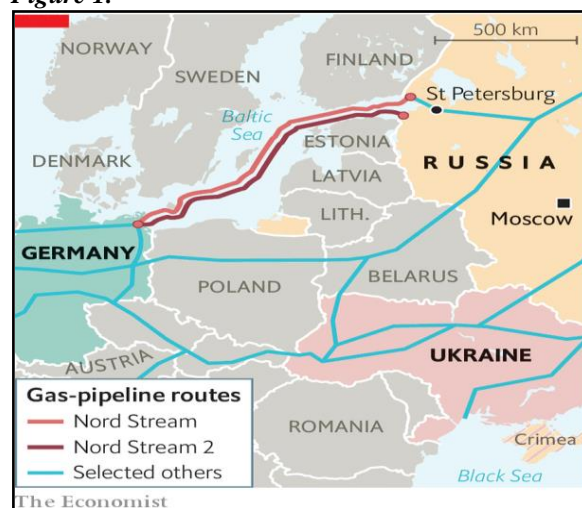 Figure 1.
500 km
NORWAY
FINLAND
SWEDEN
St Petersburg
Baltic
Sea
ESTONIA
RUSSIA
DENMARK
LATVIA
LITH.
Moscow
GERMANY
BELARUS
POLAND
UKRAINE
AUSTRIA
Gas-pipeline routes
Nord Stream
Nord Stream 2
Selected others
ROMANIA
Crimea
Black Sea
The Economist